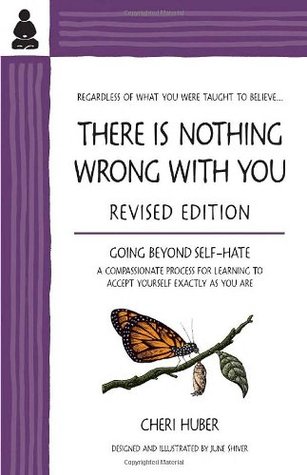 REGARDLESS OF WHAT YOU WERE TAUGHT TO BELIEVE...
THERE IS NOTHING
WRONG WITH YOU
REVISED EDITION
GOING BEYOND SELF-HATE
A COMPASSIONATE PROCESS FOR LEARNING TO
ACCEPT YOURSELF EXACTLY AS YOU ARE
CHERI HUBER
DESIGNED AND ILLUSTRATED BY JUNE SHIVER
Copyrighted Material